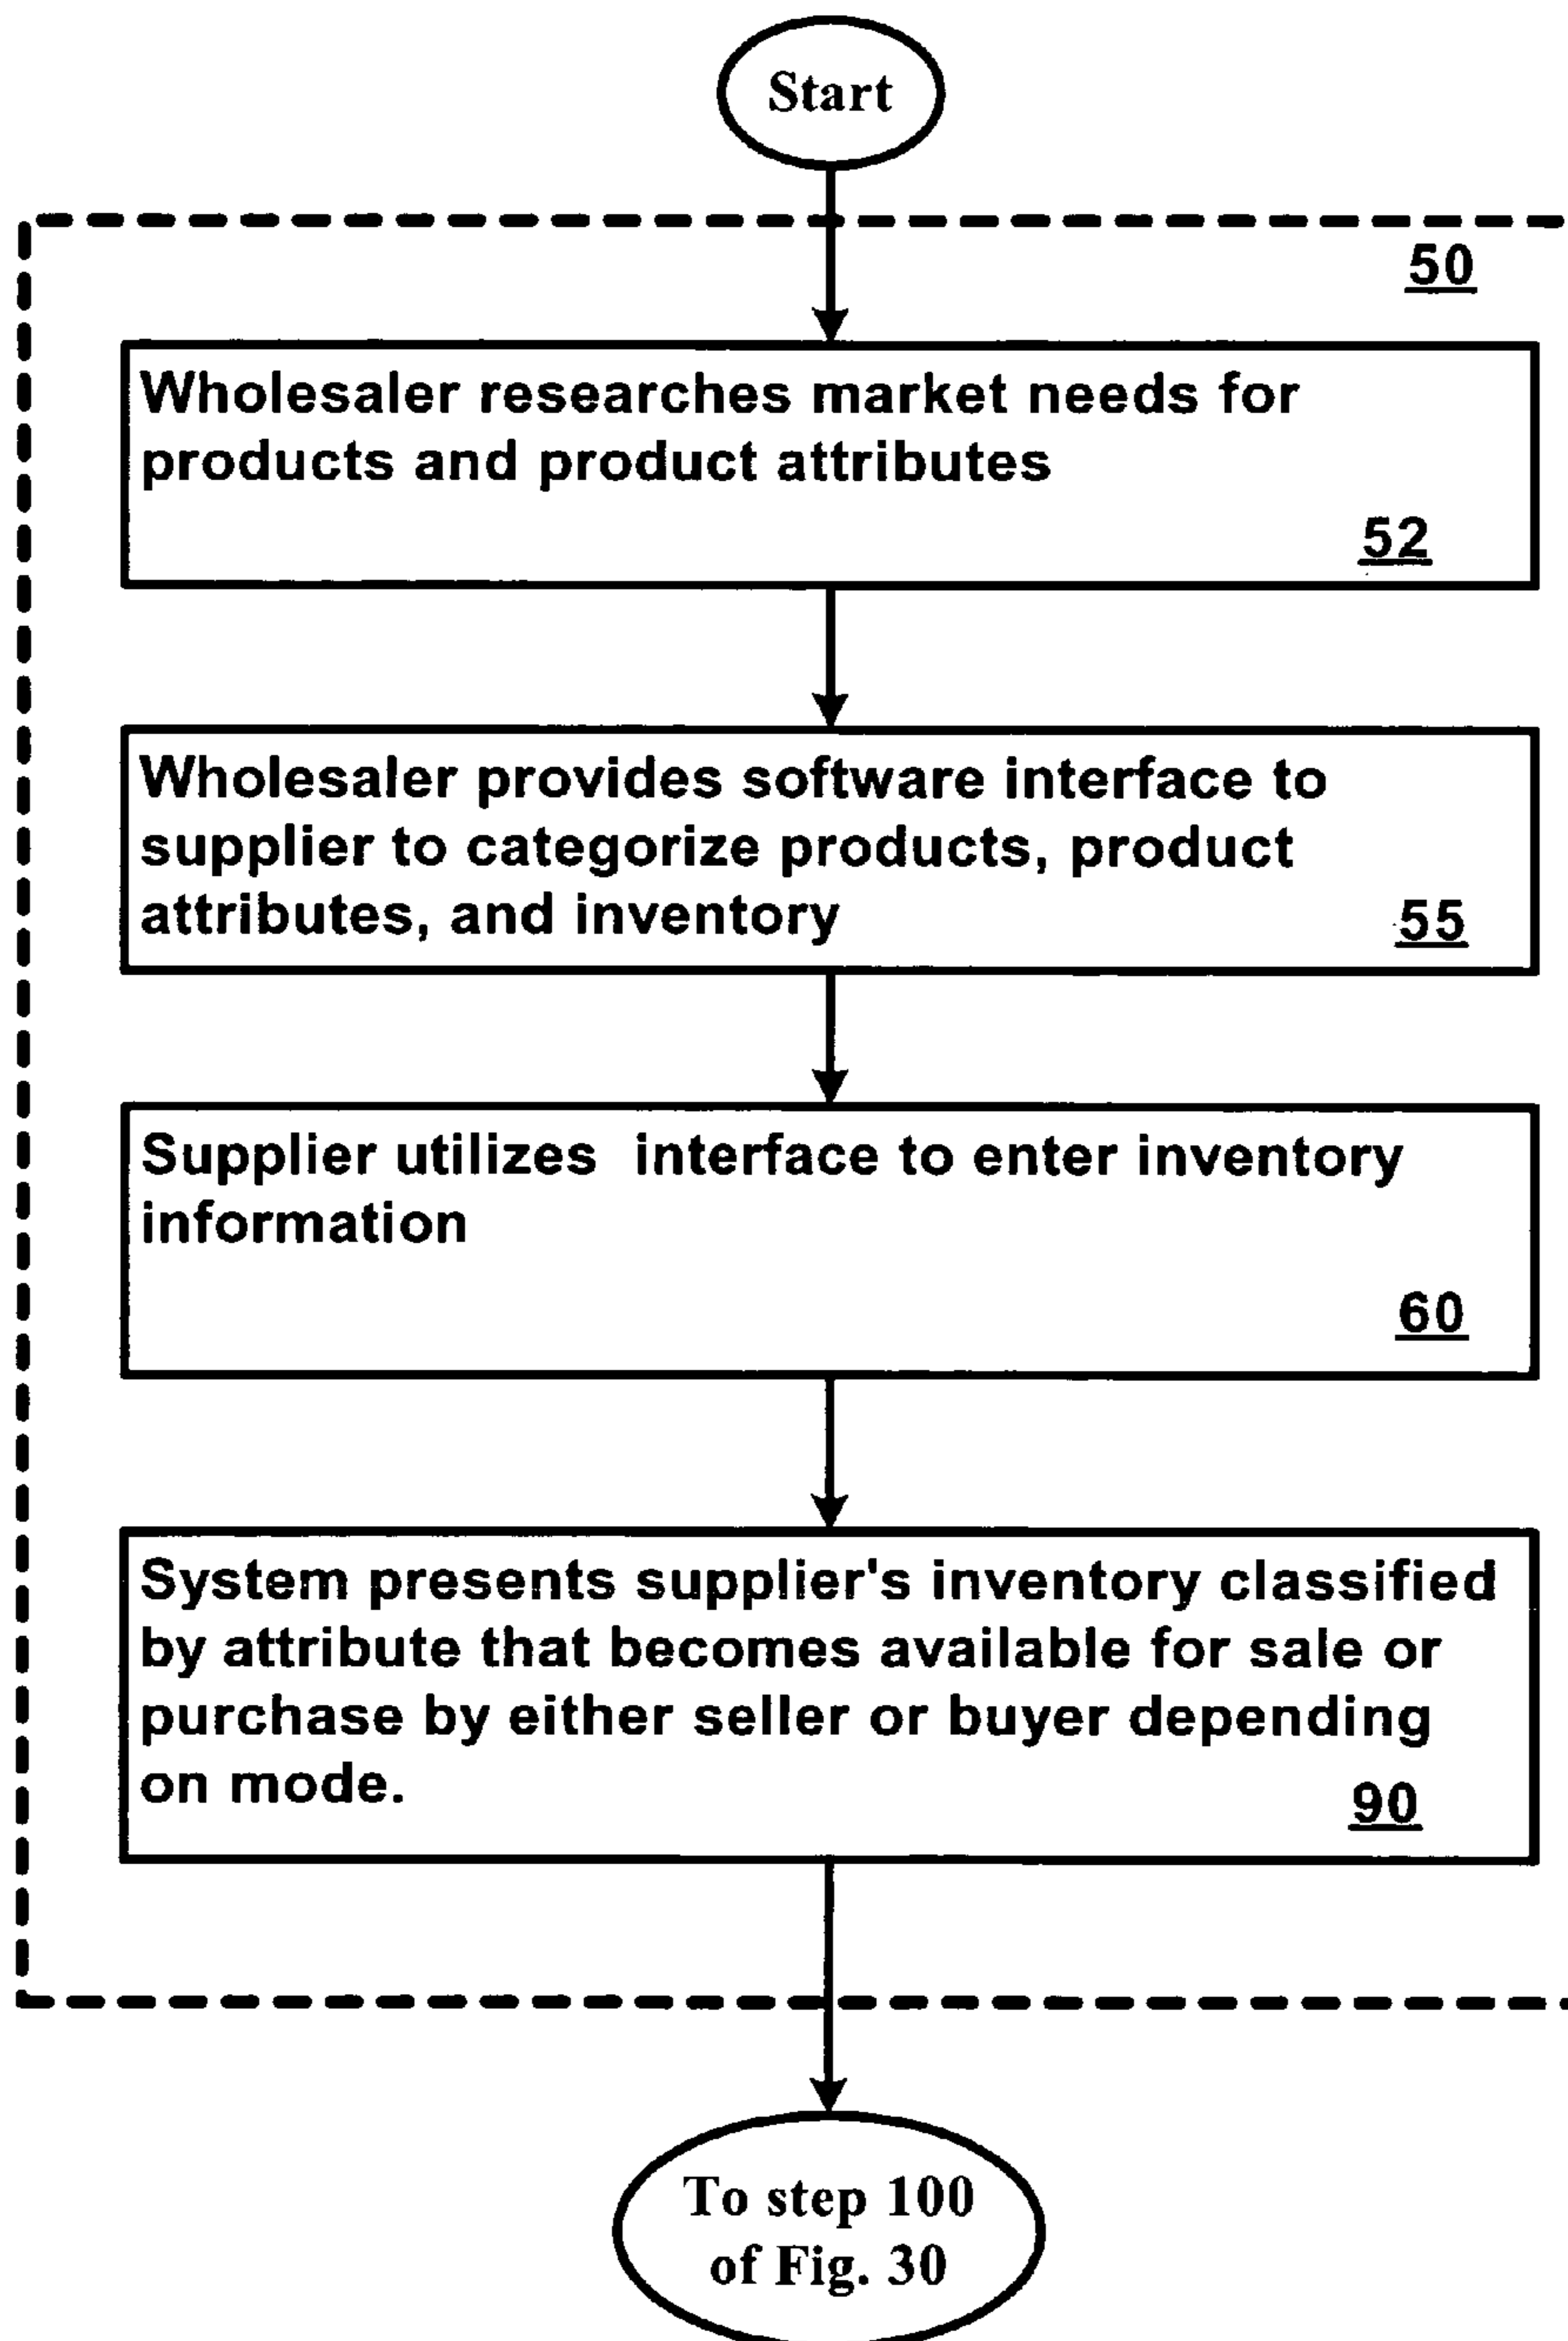 Start
50
Wholesaler researches market needs for
products and product attributes
52
Wholesaler provides software interface to
supplier to categorize products, product
attributes, and inventory
55
Supplier utilizes  interface to enter inventory
information
60
System presents supplier's inventory classified
by attribute that becomes available for sale or
purchase by either seller or buyer depending
on mode.
90
To step 100
of Fig. 30